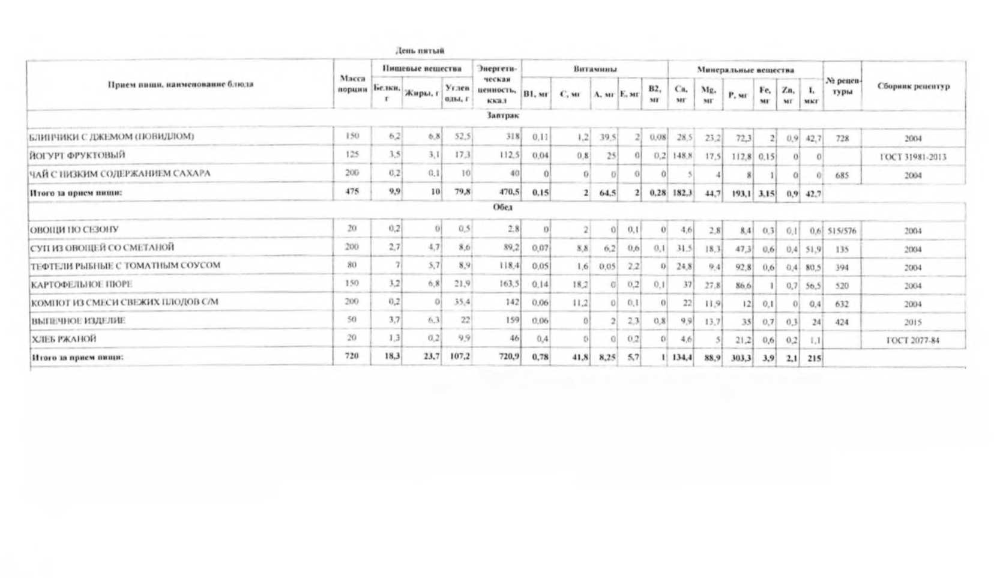 День пятый
Прием пищи, наименование блюда | Масса порции | Пищевые вещества | Энергети-ческая ценность, ккал | Витамины | Минеральные вещества | № рецеп-туры | Сборник рецептур
Белки, г | Жиры, г | Углеводы, г | B1, мг | C, мг | A, мг | E, мг | B2, мг | Ca, мг | Mg, мг | P, мг | Fe, мг | Zn, мг | I, мкг
Завтрак
БЛИНЧИКИ С ДЖЕМОМ (ПОВИДЛОМ) 150 6,2 6,8 52,5 318 0,11 1,2 39,5 2 0,08 28,5 23,2 72,3 2 0,9 42,7 728 2004
ЙОГУРТ ФРУКТОВЫЙ 125 3,5 3,1 17,3 112,5 0,04 0,8 25 0 0,2 148,8 17,5 112,8 0,15 0 0 ГОСТ 31981-2013
ЧАЙ С НИЗКИМ СОДЕРЖАНИЕМ САХАРА 200 0,2 0,1 10 40 0 0 0 0 0 5 4 8 1 0 0 685 2004
Итого за прием пищи: 475 9,9 10 79,8 470,5 0,15 2 64,5 2 0,28 182,3 44,7 193,1 3,15 0,9 42,7
Обед
ОВОЩИ ПО СЕЗОНУ 20 0,2 0 0,5 2,8 0 2 0 0,1 0 4,6 2,8 8,4 0,3 0,1 0,6 515/576 2004
СУП ИЗ ОВОЩЕЙ СО СМЕТАНОЙ 200 2,7 4,7 8,6 89,2 0,07 8,8 6,2 0,6 0,1 31,5 18,3 47,3 0,6 0,4 51,9 135 2004
ТЕФТЕЛИ РЫБНЫЕ С ТОМАТНЫМ СОУСОМ 80 7 5,7 8,9 118,4 0,05 1,6 0,05 2,2 0 24,8 9,4 92,8 0,6 0,4 80,5 394 2004
КАРТОФЕЛЬНОЕ ПЮРЕ 150 3,2 6,8 21,9 163,5 0,14 18,2 0 0,2 0,1 37 27,8 86,6 1 0,7 56,5 520 2004
КОМПОТ ИЗ СМЕСИ СВЕЖИХ ПЛОДОВ С/М 200 0,2 0 35,4 142 0,06 11,2 0 0,1 0 22 11,9 12 0,1 0 0,4 632 2004
ВЫПЕЧНОЕ ИЗДЕЛИЕ 50 3,7 6,3 22 159 0,06 0 2 2,3 0,8 9,9 13,7 35 0,7 0,3 24 424 2015
ХЛЕБ РЖАНОЙ 20 1,3 0,2 9,9 46 0,4 0 0 0,2 0 4,6 5 21,2 0,6 0,2 1,1 ГОСТ 2077-84
Итого за прием пищи: 720 18,3 23,7 107,2 720,9 0,78 41,8 8,25 5,7 1 134,4 88,9 303,3 3,9 2,1 215